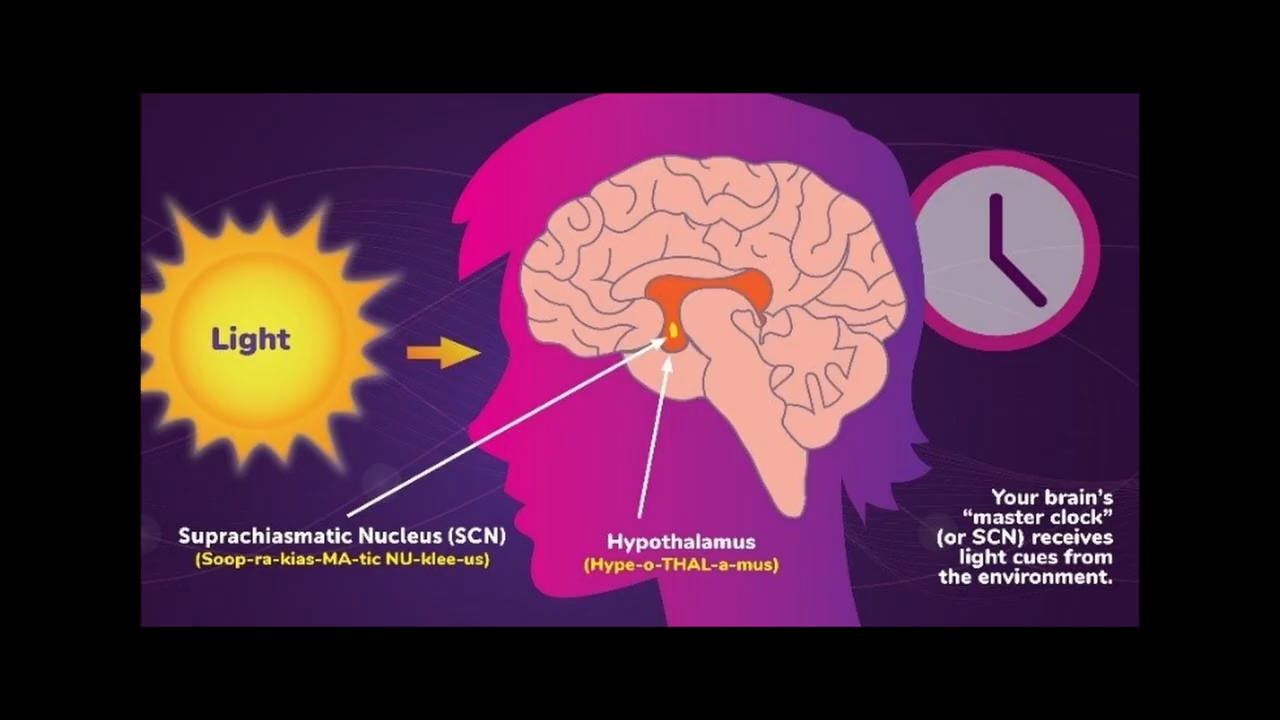 Light
Suprachiasmatic Nucleus (SCN)
(Soop-ra-kias-MA-tic NU-klee-us)
Hypothalamus
(Hype-o-THAL-a-mus)
Your brain's
“master clock”
(or SCN) receives
light cues from
the environment.